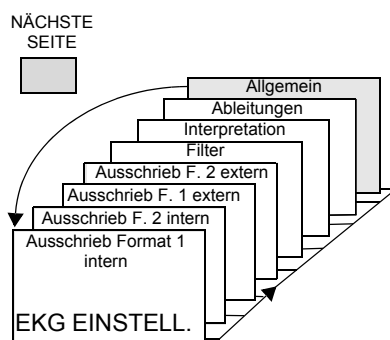 NÄCHSTE
SEITE
Allgemein
Ableitungen
Interpretation
Filter
Ausschrieb F. 2 extern
Ausschrieb F. 1 extern
Ausschrieb F. 2 intern
Ausschrieb Format 1
intern
EKG EINSTELL.